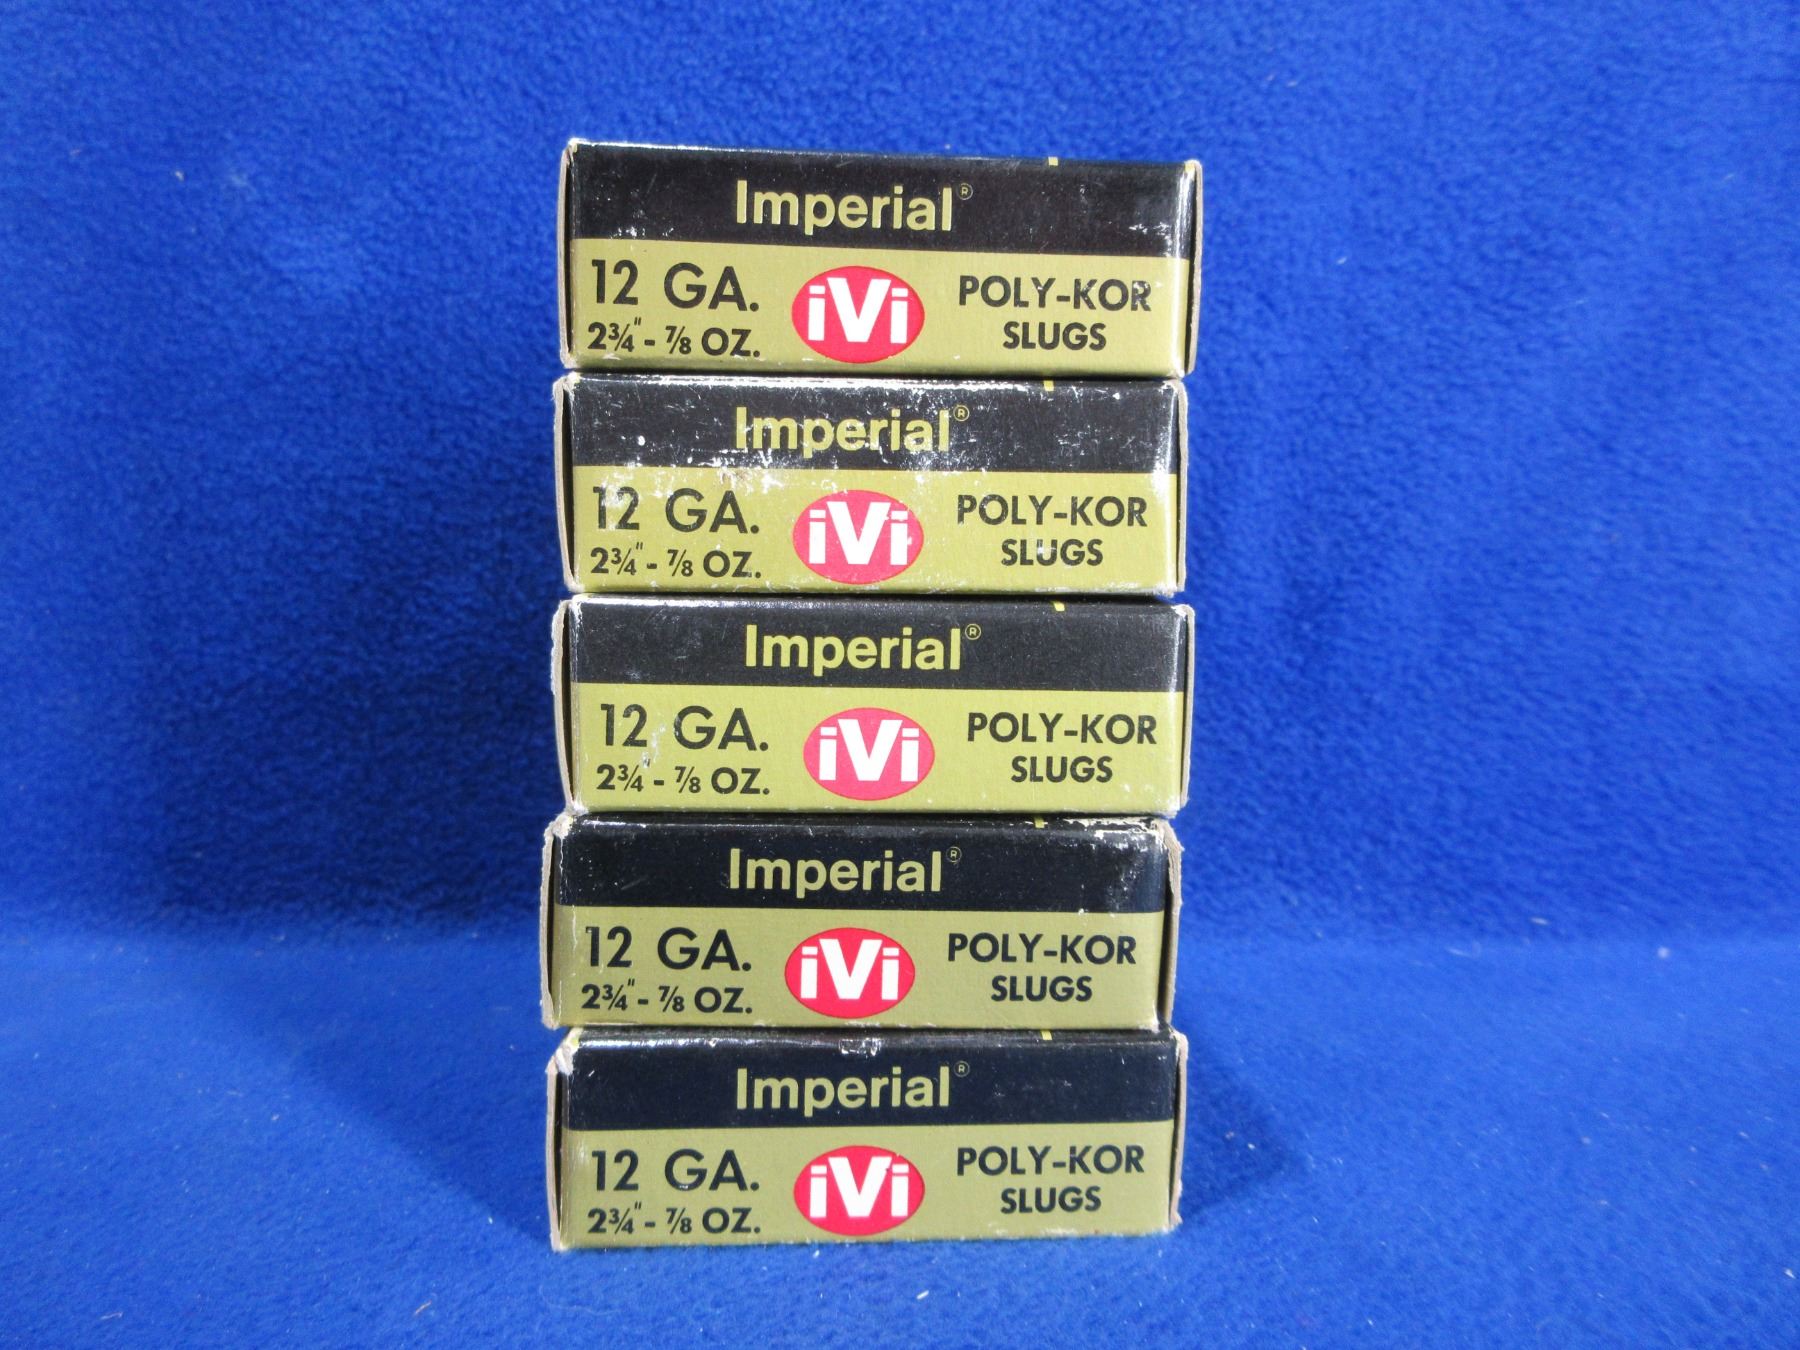 Imperial®
12 GA. iVi POLY-KOR
2¾" - ⅞ OZ. SLUGS
Imperial®
12 GA. iVi POLY-KOR
2¾" - ⅞ OZ. SLUGS
Imperial®
12 GA. iVi POLY-KOR
2¾ - ⅞ OZ. SLUGS
Imperial®
12 GA. iVi POLY-KOR
2¾" - ⅞ OZ. SLUGS
Imperial®
12 GA. iVi POLY-KOR
2¾" - ⅞ OZ. SLUGS